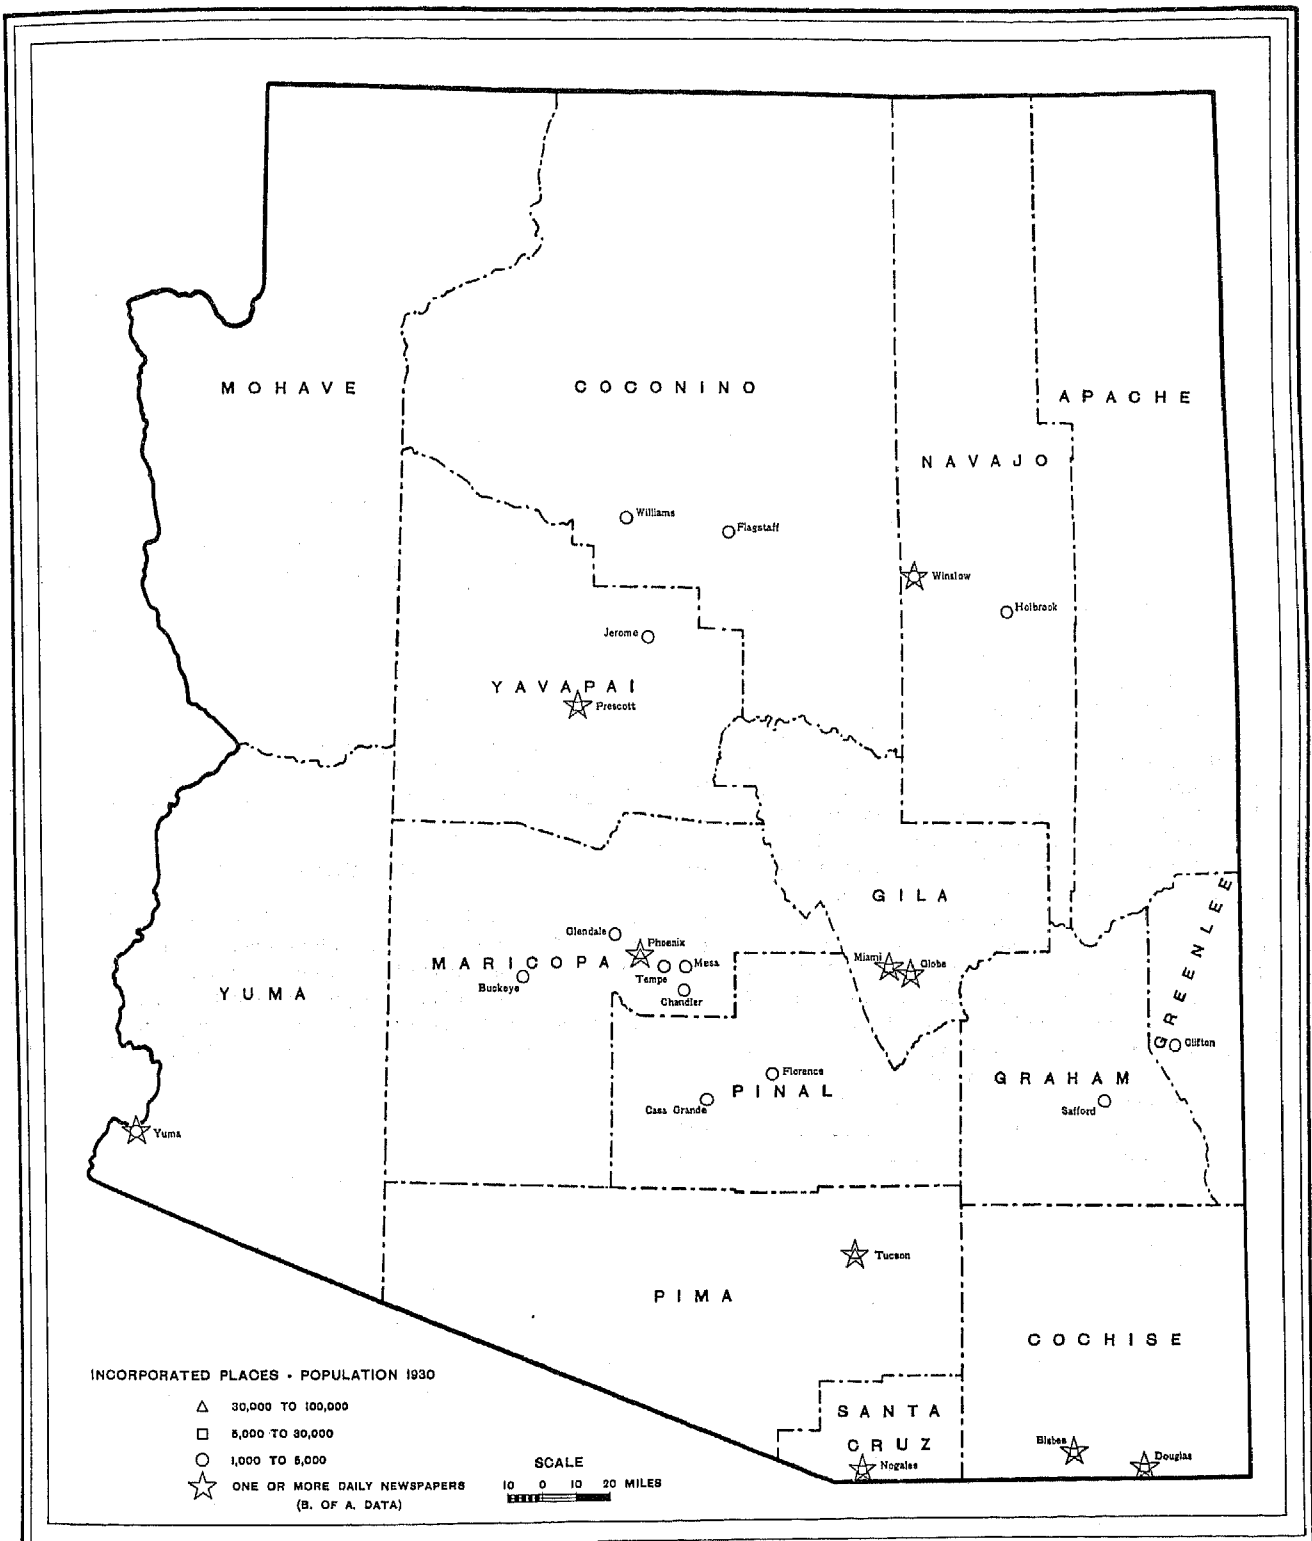 MOHAVE
COCONINO
APACHE
NAVAJO
Williams
Flagstaff
Winslow
Holbrook
Jerome
YAVAPAI
Prescott
GILA
GREENLEE
Glendale
Phoenix
MARICOPA
Mesa
Tempe
Miami
Globe
Buckeye
Chandler
YUMA
Clifton
Florence
PINAL
GRAHAM
Casa Grande
Safford
Yuma
Tucson
PIMA
COCHISE
SANTA
CRUZ
Nogales
Bisbee
Douglas
INCORPORATED PLACES - POPULATION 1930
30,000 TO 100,000
5,000 TO 30,000
1,000 TO 5,000
ONE OR MORE DAILY NEWSPAPERS
(B. OF A. DATA)
SCALE
10 0 10 20 MILES